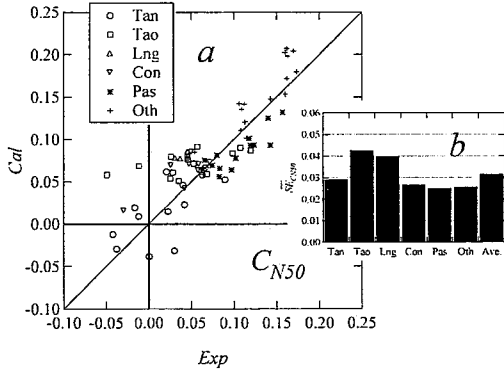 0.25
0.20
0.15
0.10
0.05
0.00
-0.05
-0.10
Cal
Tan
Tao
Lng
Con
Pas
Oth
a
C_N50
-0.10 -0.05 0.00 0.05 0.10 0.15 0.20 0.25
Exp
0.06
0.05
0.04
0.03
0.02
0.01
0.00
b
Tan Tao Lng Con Pas Oth Ave.